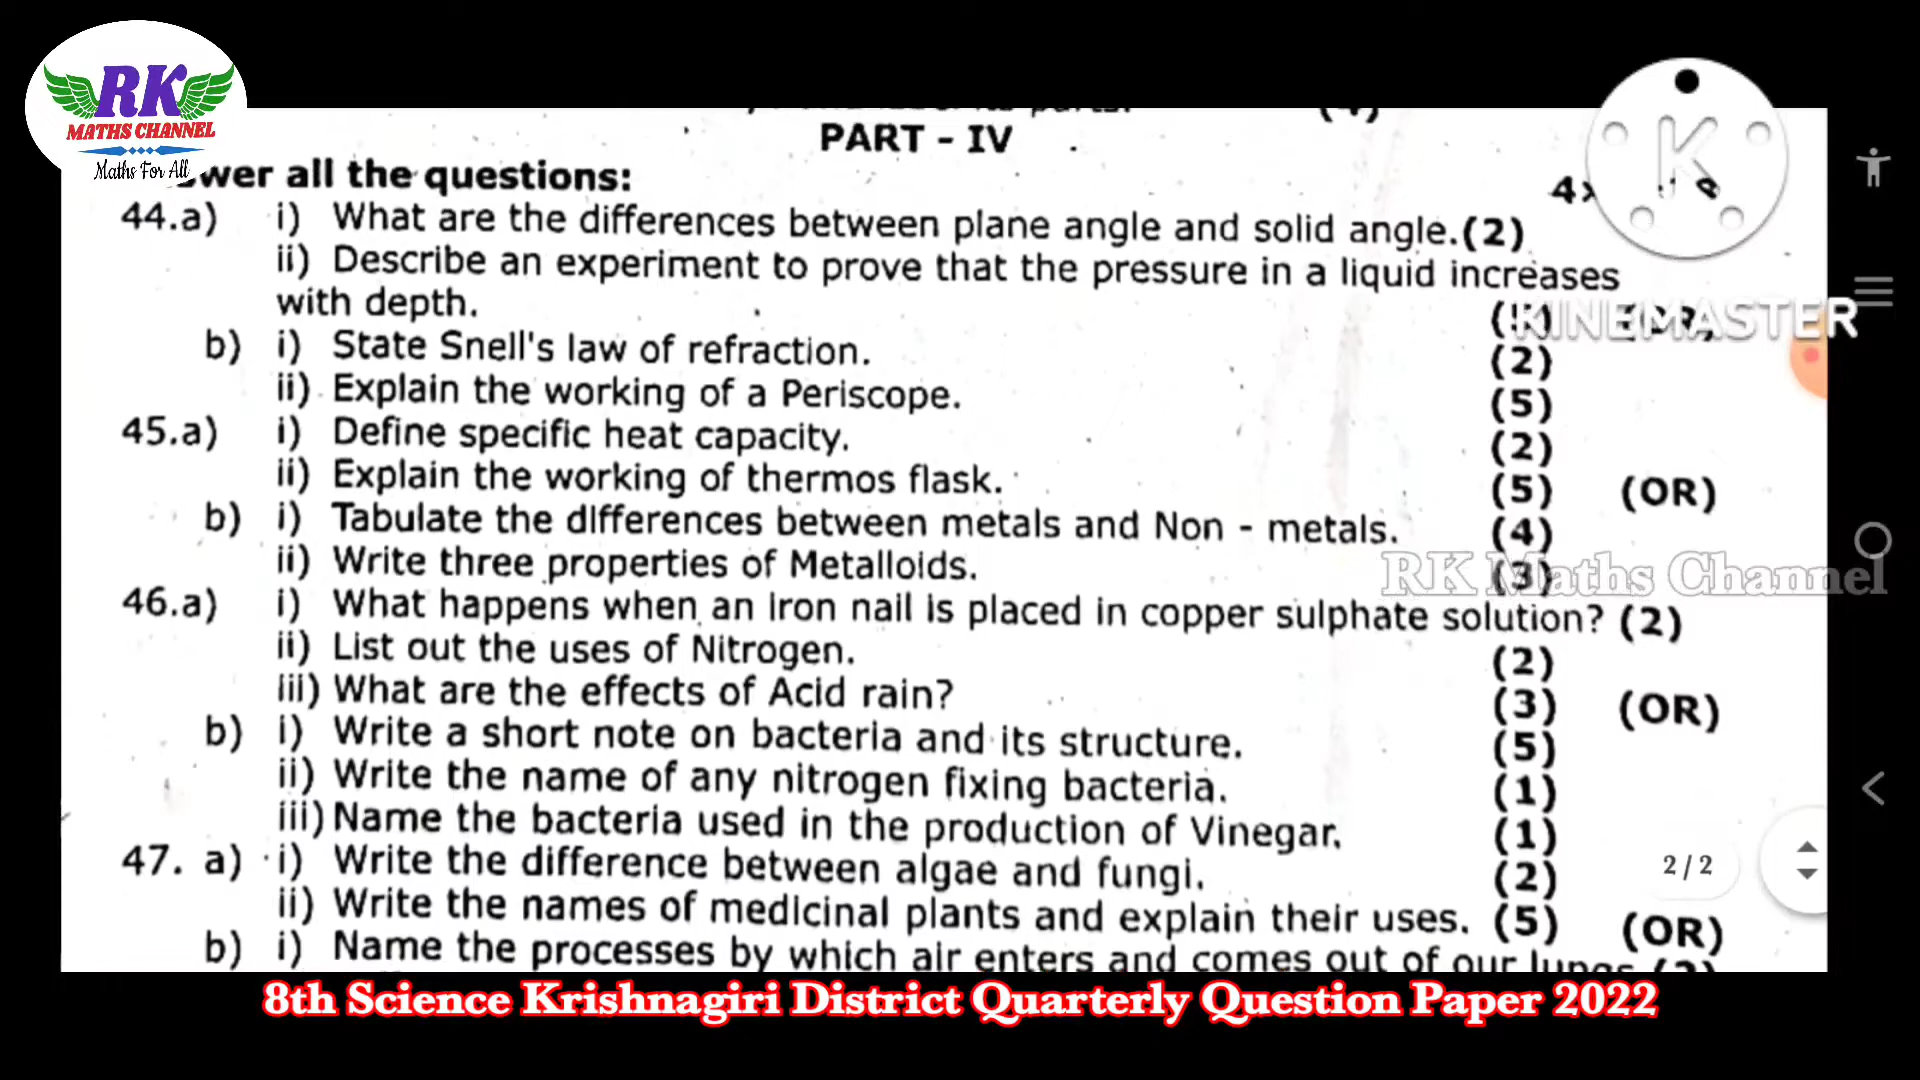 RK
MATHS CHANNEL
Maths For All
PART - IV
wer all the questions:
44.a) i) What are the differences between plane angle and solid angle.(2)
ii) Describe an experiment to prove that the pressure in a liquid increases
with depth.
KINEMASTER
b) i) State Snell's law of refraction. (2)
ii) Explain the working of a Periscope. (5)
45.a) i) Define specific heat capacity. (2)
ii) Explain the working of thermos flask. (5) (OR)
b) i) Tabulate the differences between metals and Non - metals. (4)
ii) Write three properties of Metalloids. (3)
RK Maths Channel
46.a) i) What happens when an iron nail is placed in copper sulphate solution? (2)
ii) List out the uses of Nitrogen. (2)
iii) What are the effects of Acid rain? (3) (OR)
b) i) Write a short note on bacteria and its structure. (5)
ii) Write the name of any nitrogen fixing bacteria. (1)
iii) Name the bacteria used in the production of Vinegar. (1)
47. a) i) Write the difference between algae and fungi. (2)
2/2
ii) Write the names of medicinal plants and explain their uses. (5) (OR)
b) i) Name the processes by which air enters and comes out of our lungs.
8th Science Krishnagiri District Quarterly Question Paper 2022